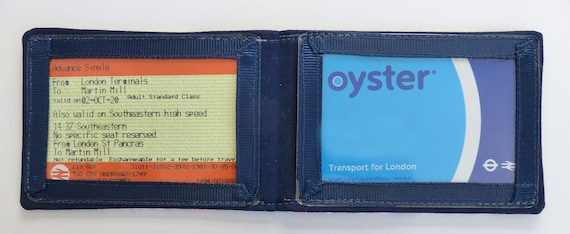 Advance Single
From London Terminals
To Martin Mill
Valid on 02-OCT-20 Adult Standard Class
Also valid on Southeastern high speed
14:37 Southeastern
No specific seat reserved
From London St Pancras
To Martin Mill
Not refundable. Exchangeable for a fee before trave
oyster
Transport for London